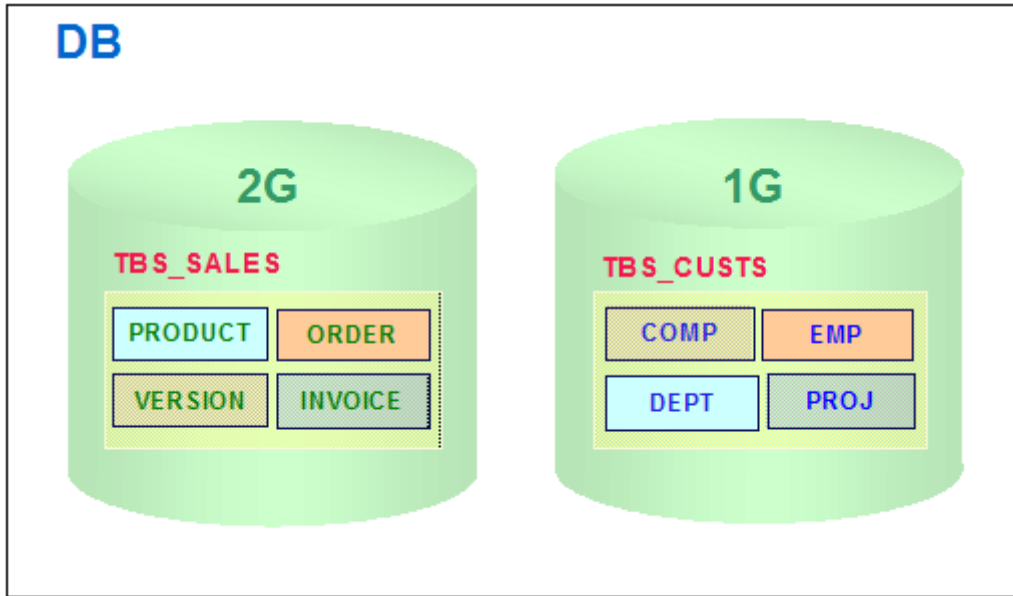 DB
2G
TBS_SALES
PRODUCT
ORDER
VERSION
INVOICE
1G
TBS_CUSTS
COMP
EMP
DEPT
PROJ